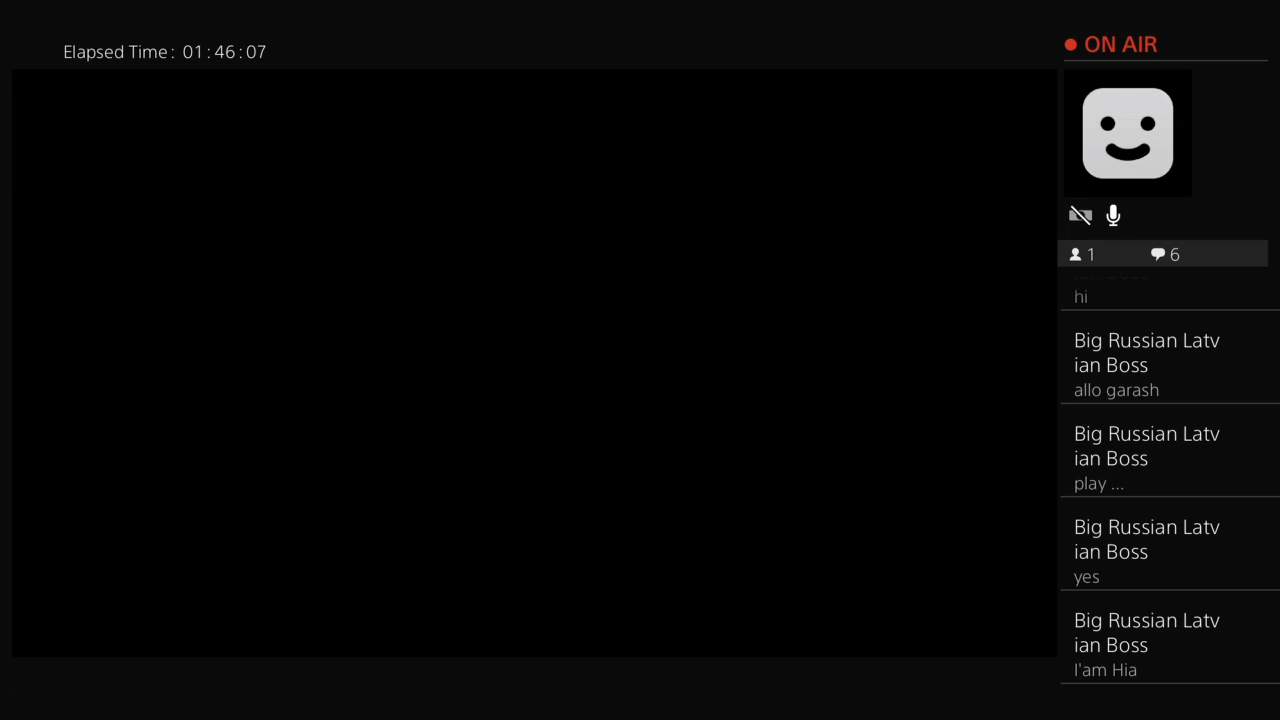 Elapsed Time: 01:46:07
ON AIR
1 6
hi
Big Russian Latv
ian Boss
allo garash
Big Russian Latv
ian Boss
play ...
Big Russian Latv
ian Boss
yes
Big Russian Latv
ian Boss
I'am Hia